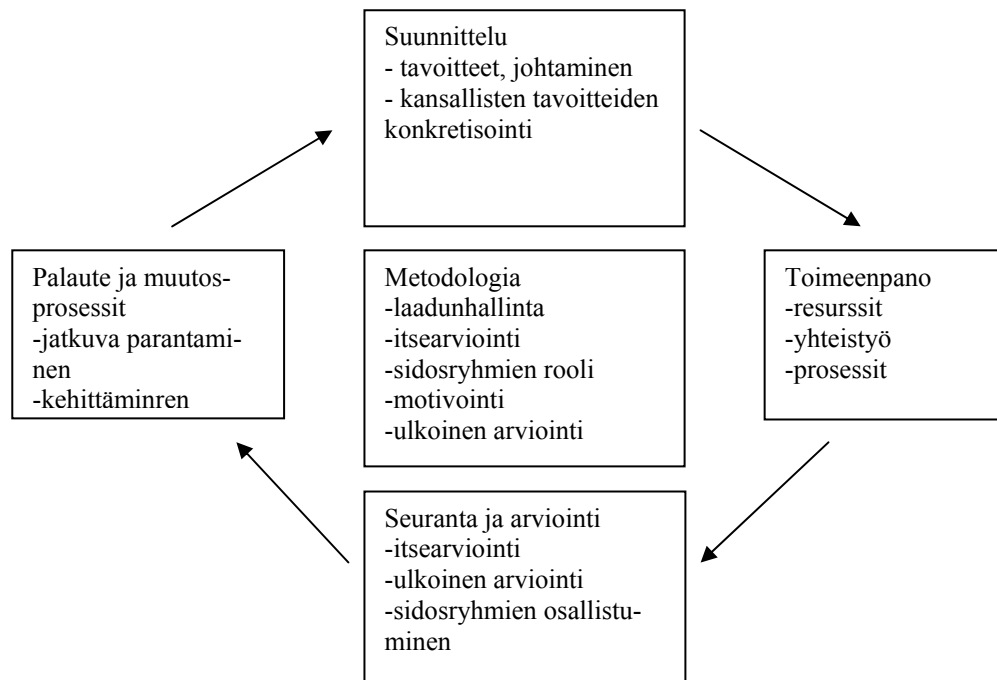 Suunnittelu
- tavoitteet, johtaminen
- kansallisten tavoitteiden
konkretisointi
Palaute ja muutos-
prosessit
-jatkuva parantami-
nen
-kehittäminren
Metodologia
-laadunhallinta
-itsearviointi
-sidosryhmien rooli
-motivointi
-ulkoinen arviointi
Toimeenpano
-resurssit
-yhteistyö
-prosessit
Seuranta ja arviointi
-itsearviointi
-ulkoinen arviointi
-sidosryhmien osallistu-
minen